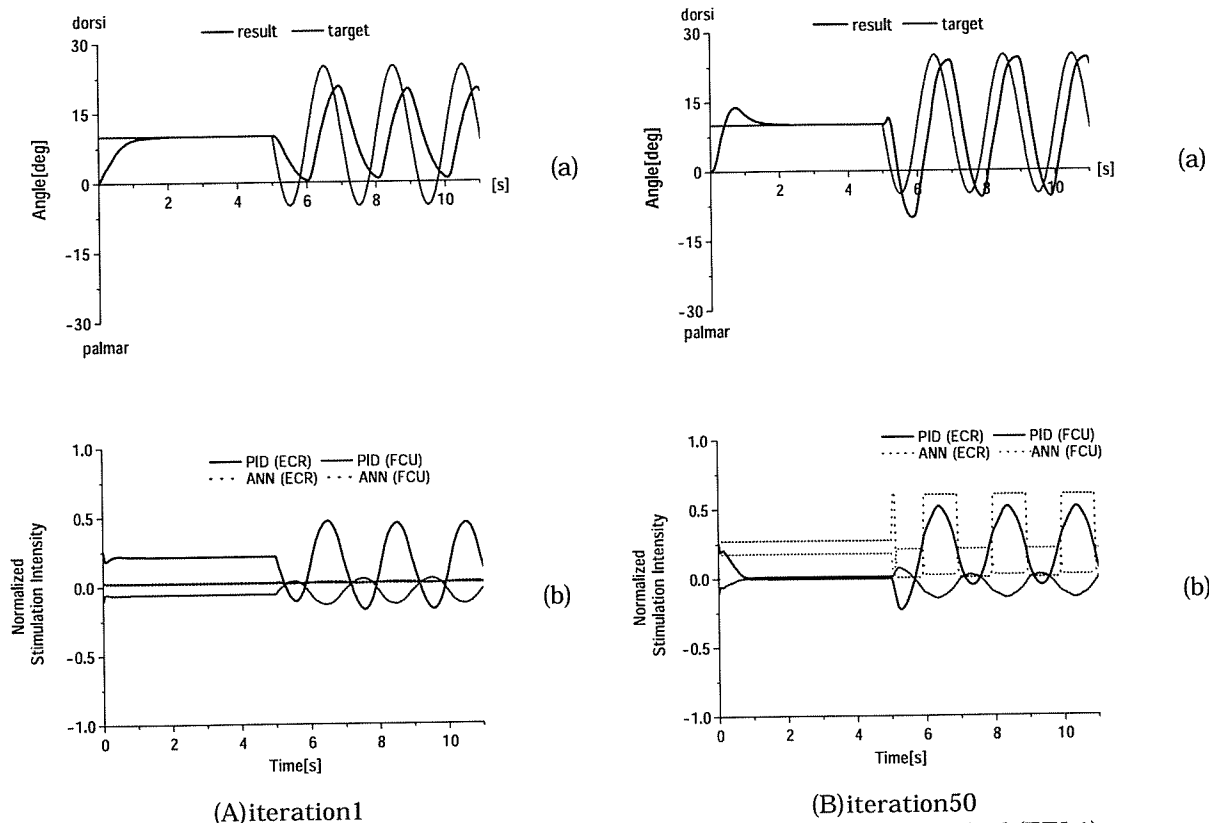 dorsi
result target
30
15
0
-15
-30
Angle[deg]
2 4 6 8 10
[s]
palmar
(a)
dorsi
result target
30
15
0
-15
-30
Angle[deg]
2 4 6 8 10
[s]
palmar
(a)
1.0
0.5
0.0
-0.5
-1.0
Normalized
Stimulation Intensity
PID (ECR) PID (FCU)
ANN (ECR) ANN (FCU)
0 2 4 6 8 10
Time[s]
(b)
(A)iteration1
1.0
0.5
0.0
-0.5
-1.0
Normalized
Stimulation Intensity
PID (ECR) PID (FCU)
ANN (ECR) ANN (FCU)
0 2 4 6 8 10
Time[s]
(b)
(B)iteration50